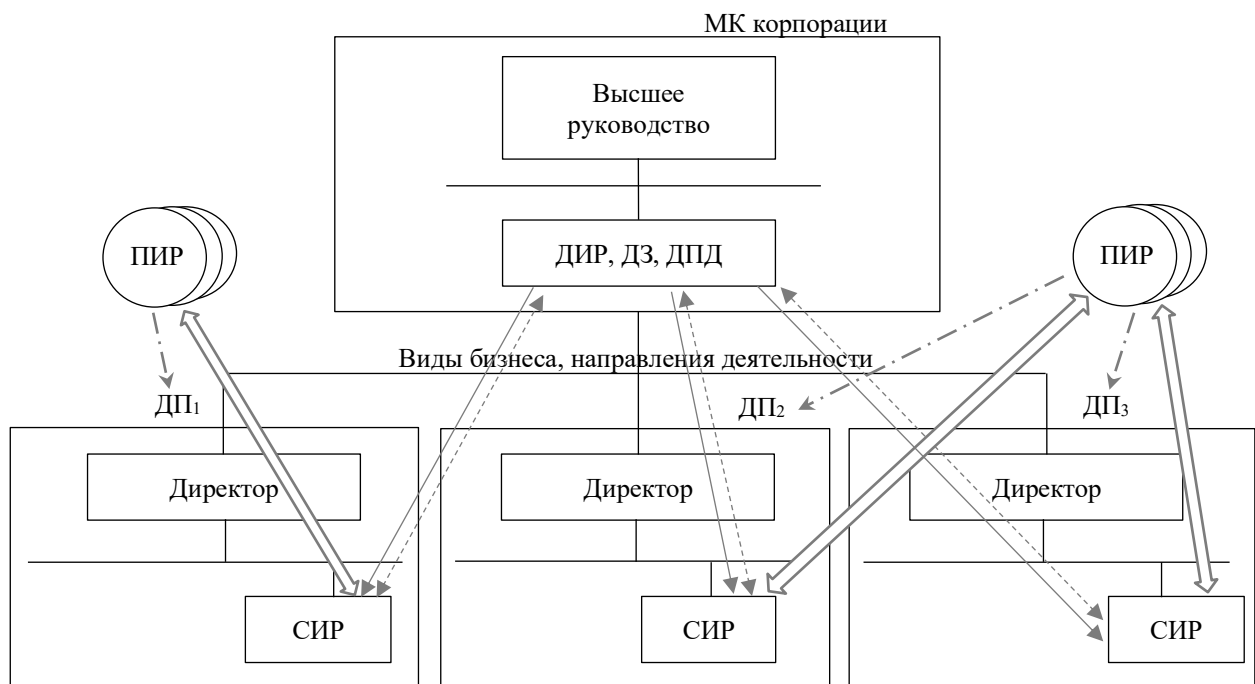 МК корпорации
Высшее
руководство
ПИР
ДИР, ДЗ, ДПД
ПИР
Виды бизнеса, направления деятельности
ДП₁
ДП₂
ДП₃
Директор
Директор
Директор
СИР
СИР
СИР